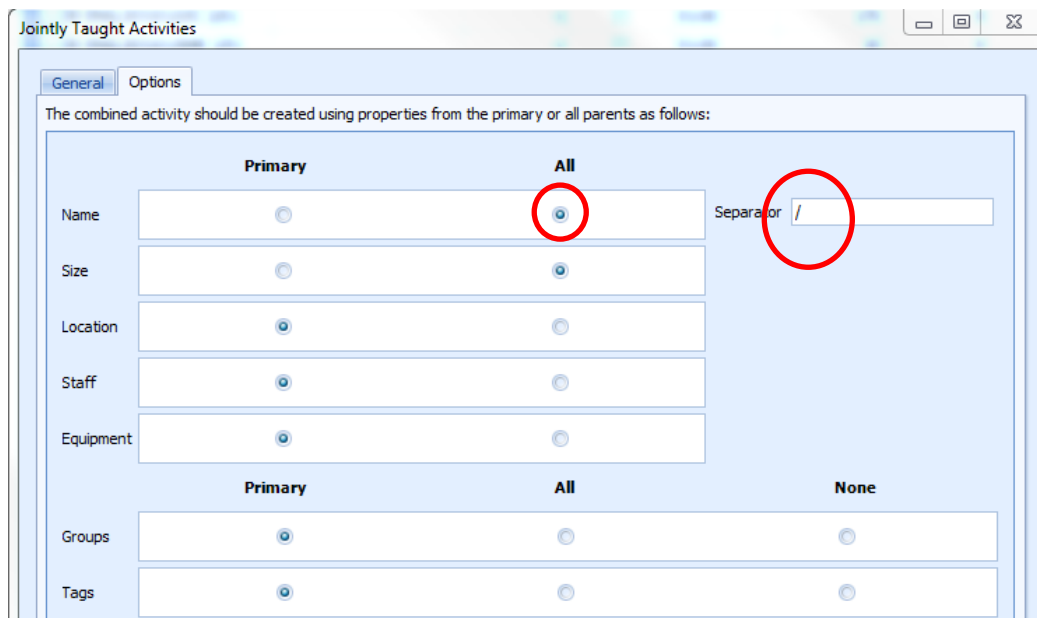 Jointly Taught Activities
General Options
The combined activity should be created using properties from the primary or all parents as follows:
Primary All
Name Separator /
Size
Location
Staff
Equipment
Primary All None
Groups
Tags